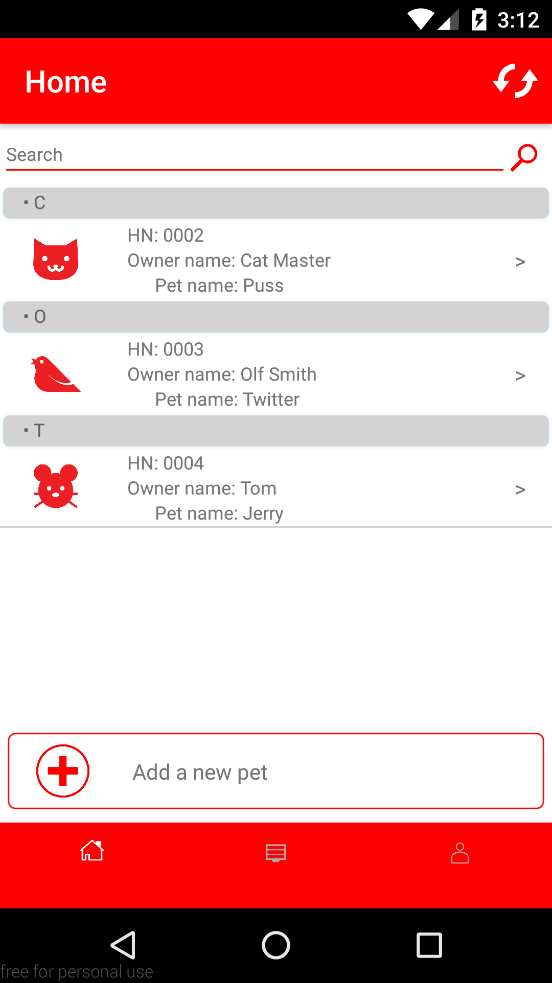 3:12
Home
Search
• C
HN: 0002
Owner name: Cat Master
>
Pet name: Puss
• O
HN: 0003
Owner name: Olf Smith
>
Pet name: Twitter
• T
HN: 0004
Owner name: Tom
>
Pet name: Jerry
Add a new pet
free for personal use